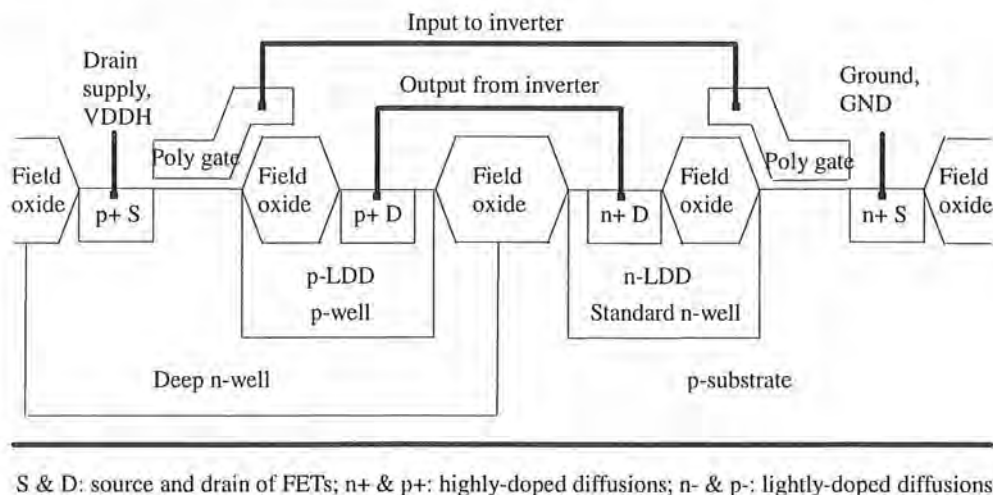 Input to inverter
Drain
supply,
VDDH
Output from inverter
Ground,
GND
Poly gate
Poly gate
Field
oxide
p+ S
Field
oxide
p+ D
Field
oxide
n+ D
Field
oxide
n+ S
Field
oxide
p-LDD
p-well
n-LDD
Standard n-well
Deep n-well
p-substrate
S & D: source and drain of FETs; n+ & p+: highly-doped diffusions; n- & p-: lightly-doped diffusions